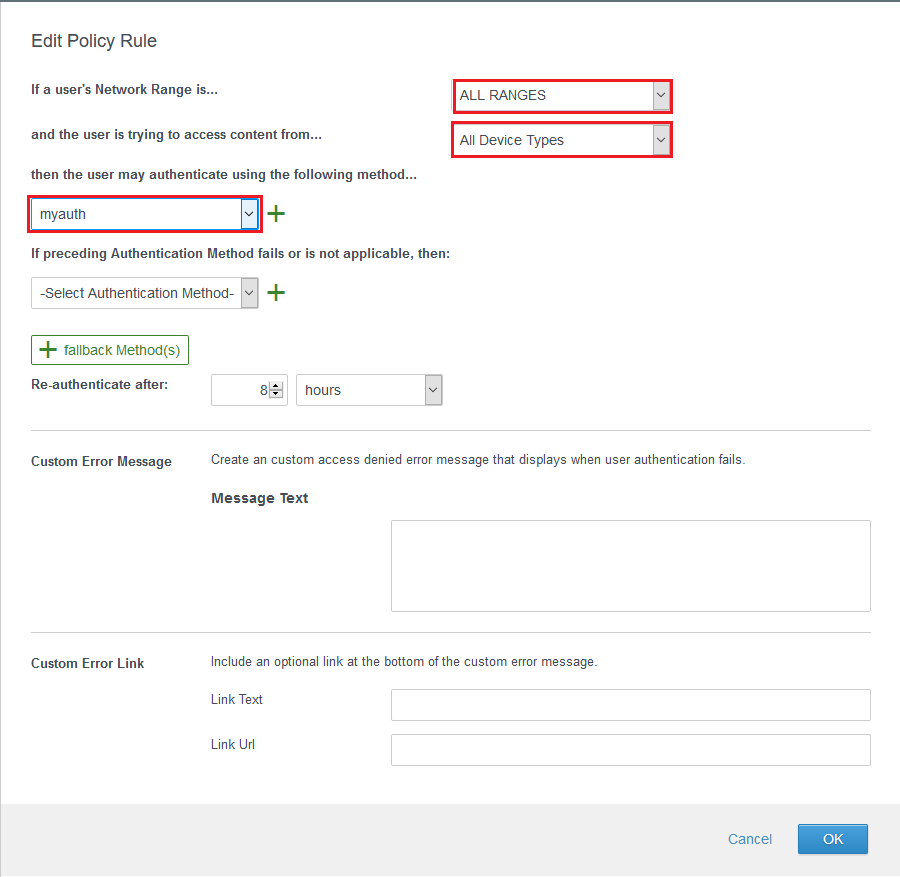 Edit Policy Rule
If a user's Network Range is...
ALL RANGES
and the user is trying to access content from...
All Device Types
then the user may authenticate using the following method...
myauth
If preceding Authentication Method fails or is not applicable, then:
-Select Authentication Method-
fallback Method(s)
Re-authenticate after:
8
hours
Custom Error Message
Create an custom access denied error message that displays when user authentication fails.
Message Text
Custom Error Link
Include an optional link at the bottom of the custom error message.
Link Text
Link Url
Cancel
OK